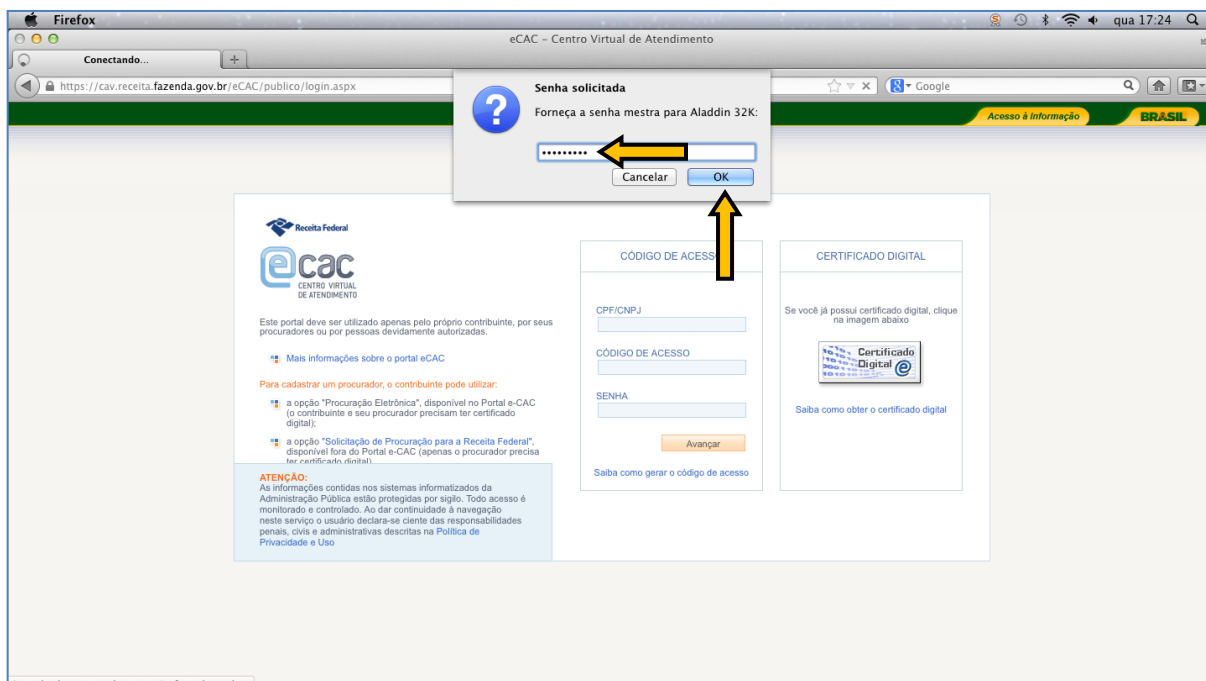 Firefox
qua 17:24
eCAC – Centro Virtual de Atendimento
Conectando...
https://cav.receita.fazenda.gov.br/eCAC/publico/login.aspx
Google
Senha solicitada
Forneça a senha mestra para Aladdin 32K:
•••••••••
Cancelar
OK
Acesso à Informação
BRASIL
Receita Federal
ecac
CENTRO VIRTUAL
DE ATENDIMENTO
Este portal deve ser utilizado apenas pelo próprio contribuinte, por seus
procuradores ou por pessoas devidamente autorizadas.
Mais informações sobre o portal eCAC
Para cadastrar um procurador, o contribuinte pode utilizar:
a opção "Procuração Eletrônica", disponível no Portal e-CAC
(o contribuinte e seu procurador precisam ter certificado
digital);
a opção "Solicitação de Procuração para a Receita Federal",
disponível fora do Portal e-CAC (apenas o procurador precisa
ter certificado digital)
ATENÇÃO:
As informações contidas nos sistemas informatizados da
Administração Pública estão protegidas por sigilo. Todo acesso é
monitorado e controlado. Ao dar continuidade à navegação
neste serviço o usuário declara-se ciente das responsabilidades
penais, civis e administrativas descritas na Política de
Privacidade e Uso
CÓDIGO DE ACESSO
CPF/CNPJ
CÓDIGO DE ACESSO
SENHA
Avançar
Saiba como gerar o código de acesso
CERTIFICADO DIGITAL
Se você já possui certificado digital, clique
na imagem abaixo
Certificado
Digital
Saiba como obter o certificado digital